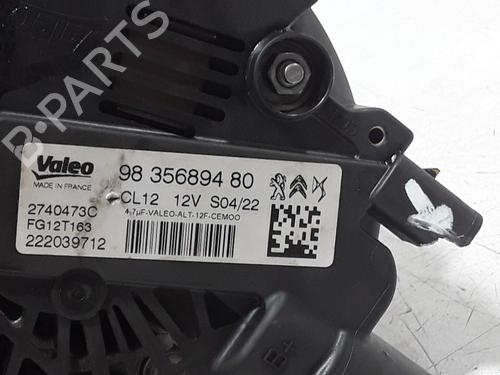 Valeo
MADE IN FRANCE
98 356894 80
CL12 12V S04/22
4,7µF-VALEO-ALT-12F-CEMOO
2740473C
FG12T163
222039712
B+
B-PARTS